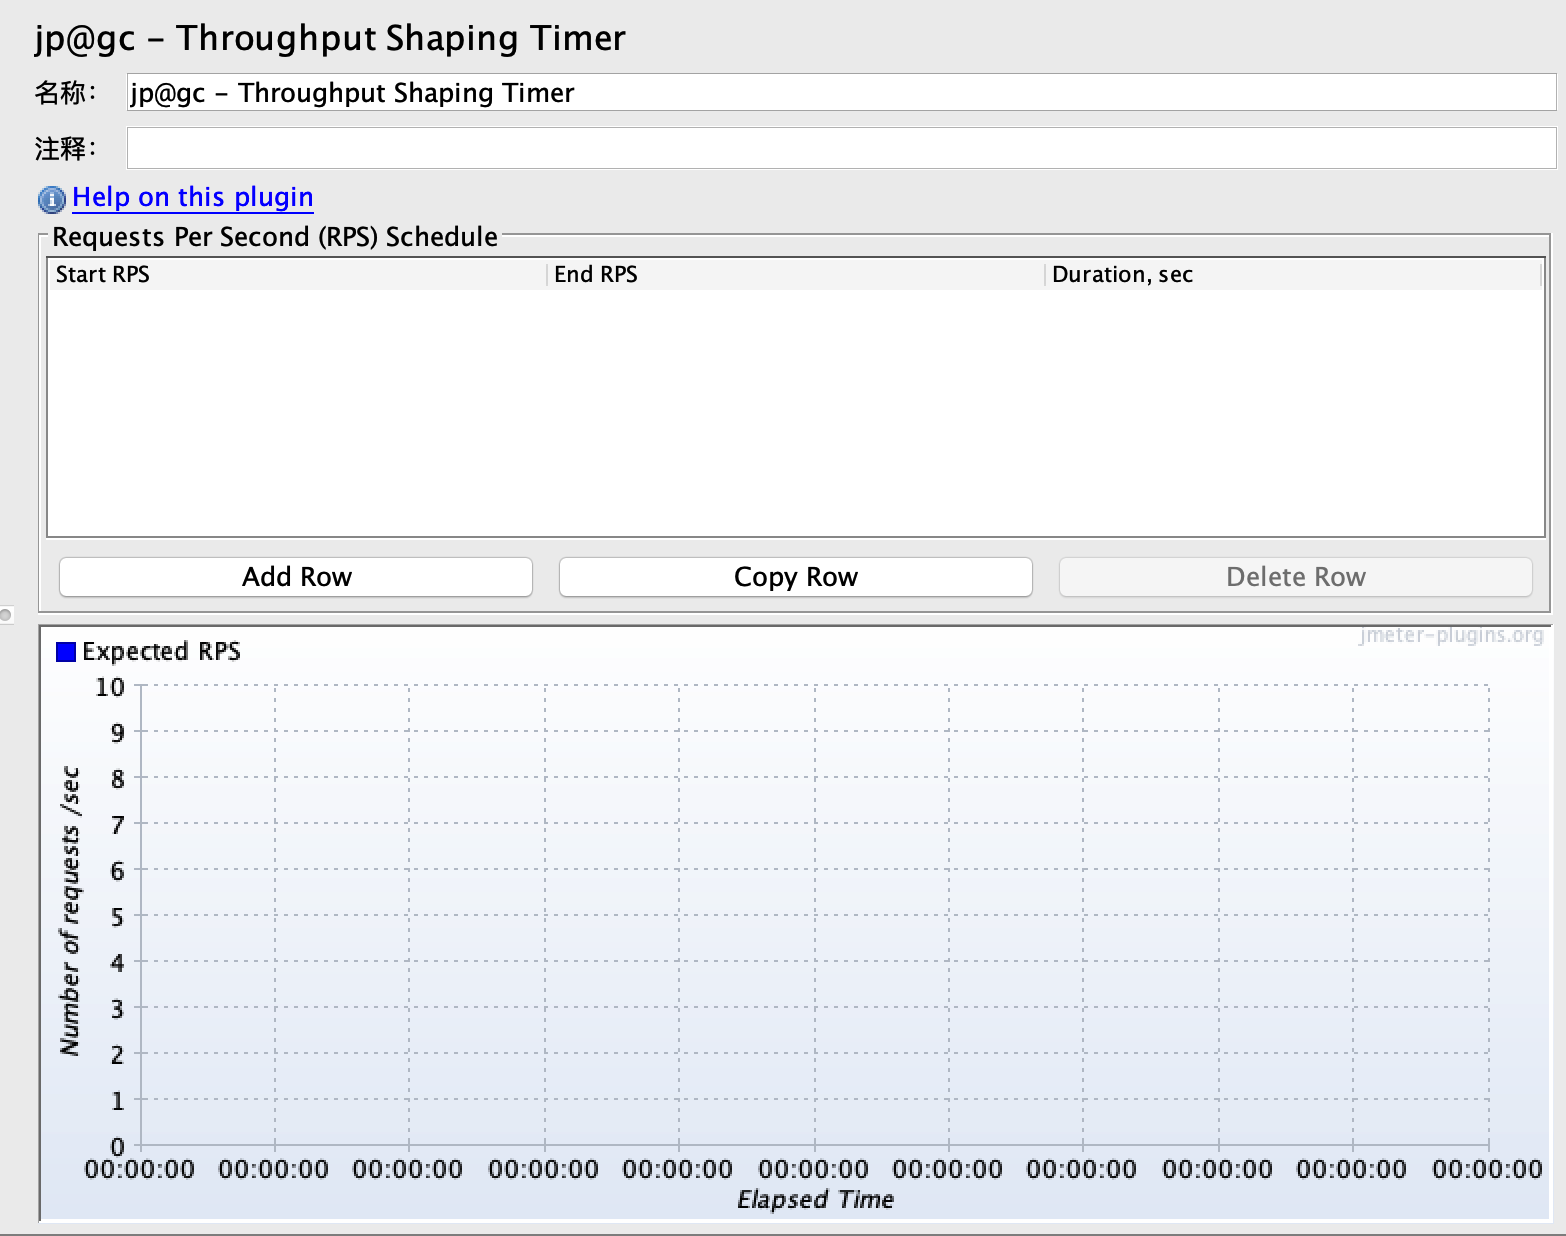 jp@gc - Throughput Shaping Timer
名称： jp@gc - Throughput Shaping Timer
注释：
Help on this plugin
Requests Per Second (RPS) Schedule
Start RPS End RPS Duration, sec
Add Row Copy Row Delete Row
jmeter-plugins.org
Expected RPS
10
9
8
7
6
5
4
3
2
1
0
Number of requests /sec
00:00:00 00:00:00 00:00:00 00:00:00 00:00:00 00:00:00 00:00:00 00:00:00 00:00:00 00:00:00 00:00:00
Elapsed Time